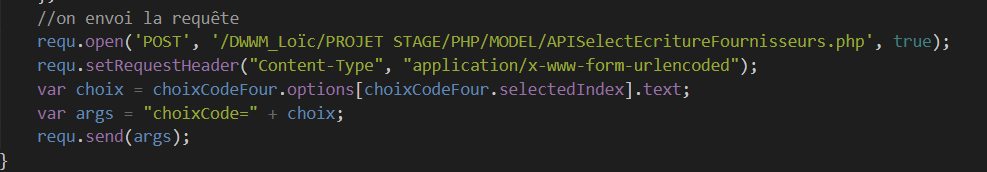 //on envoi la requête
requ.open('POST', '/DWWM_Loïc/PROJET STAGE/PHP/MODEL/APISelectEcritureFournisseurs.php', true);
requ.setRequestHeader("Content-Type", "application/x-www-form-urlencoded");
var choix = choixCodeFour.options[choixCodeFour.selectedIndex].text;
var args = "choixCode=" + choix;
requ.send(args);
}